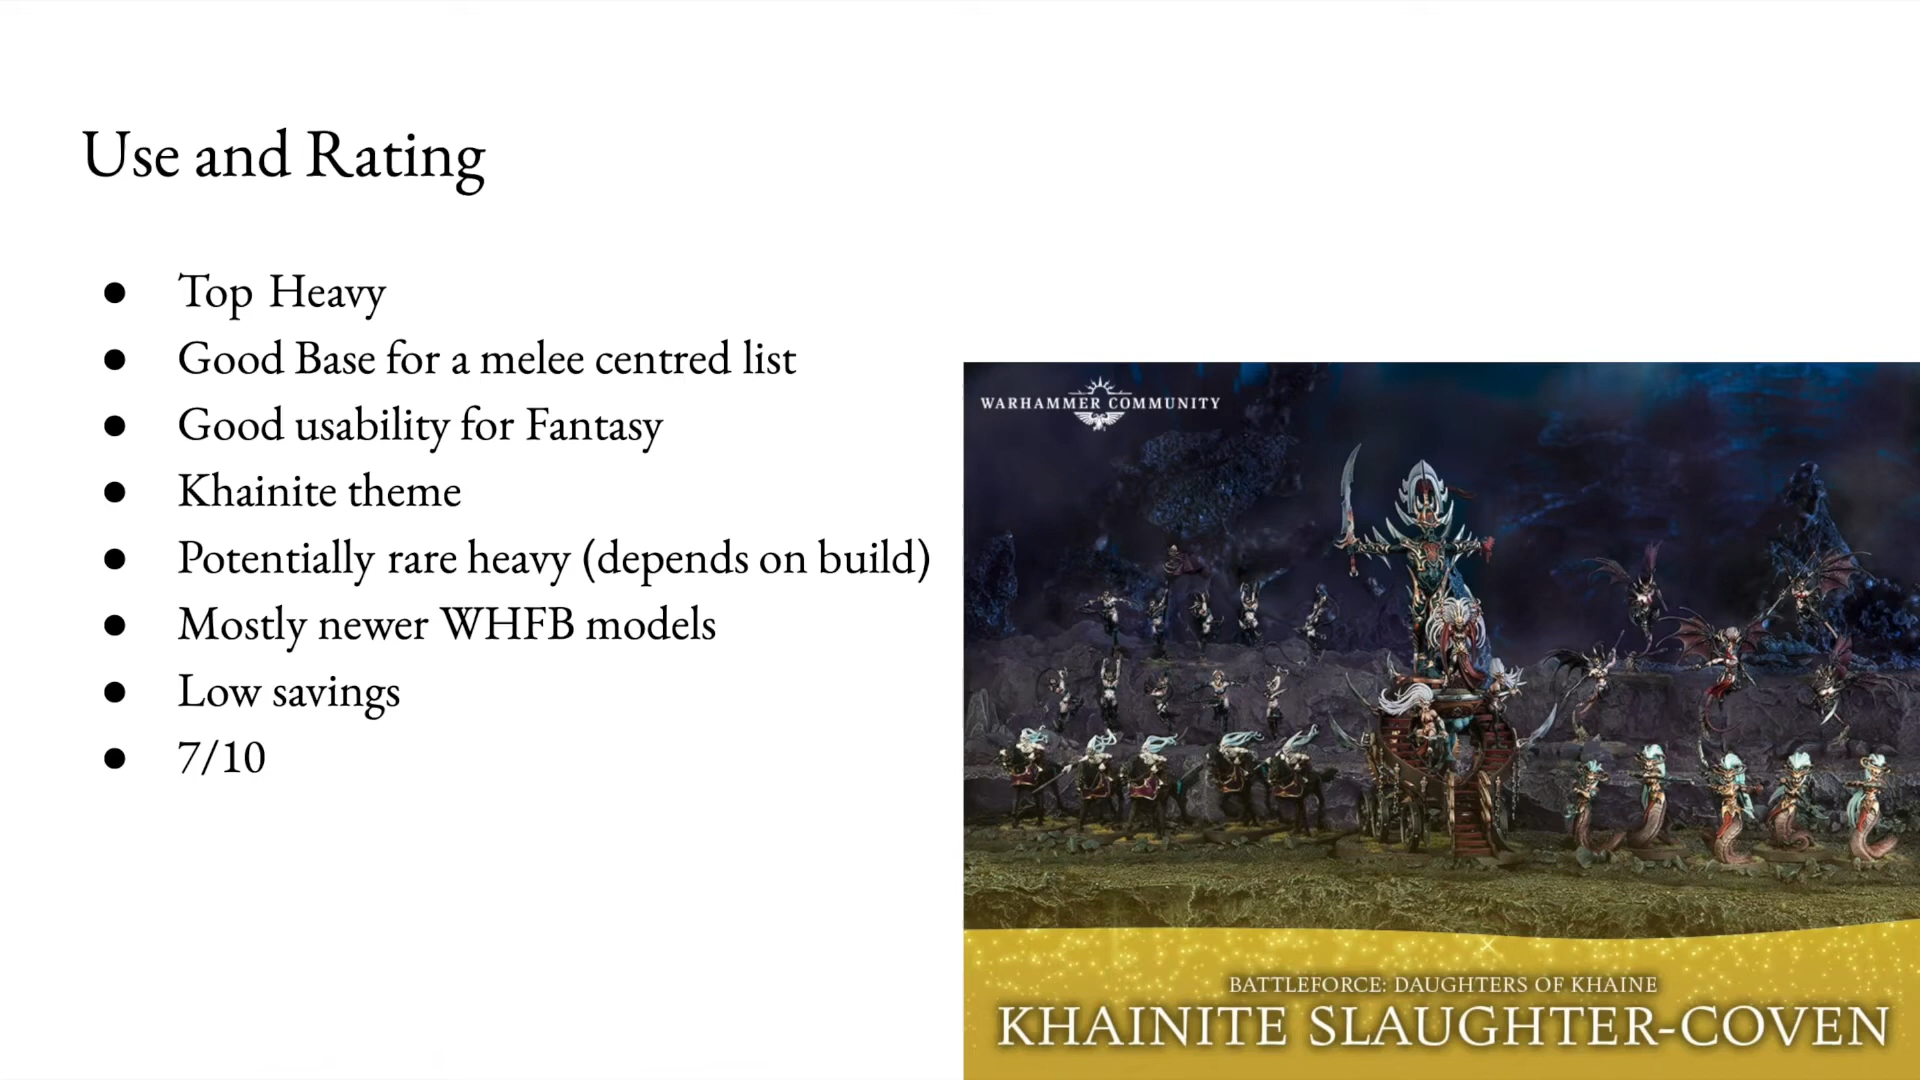 Use and Rating
● Top Heavy
● Good Base for a melee centred list
● Good usability for Fantasy
● Khainite theme
● Potentially rare heavy (depends on build)
● Mostly newer WHFB models
● Low savings
● 7/10
WARHAMMER COMMUNITY
BATTLEFORCE: DAUGHTERS OF KHAINE
KHAINITE SLAUGHTER-COVEN